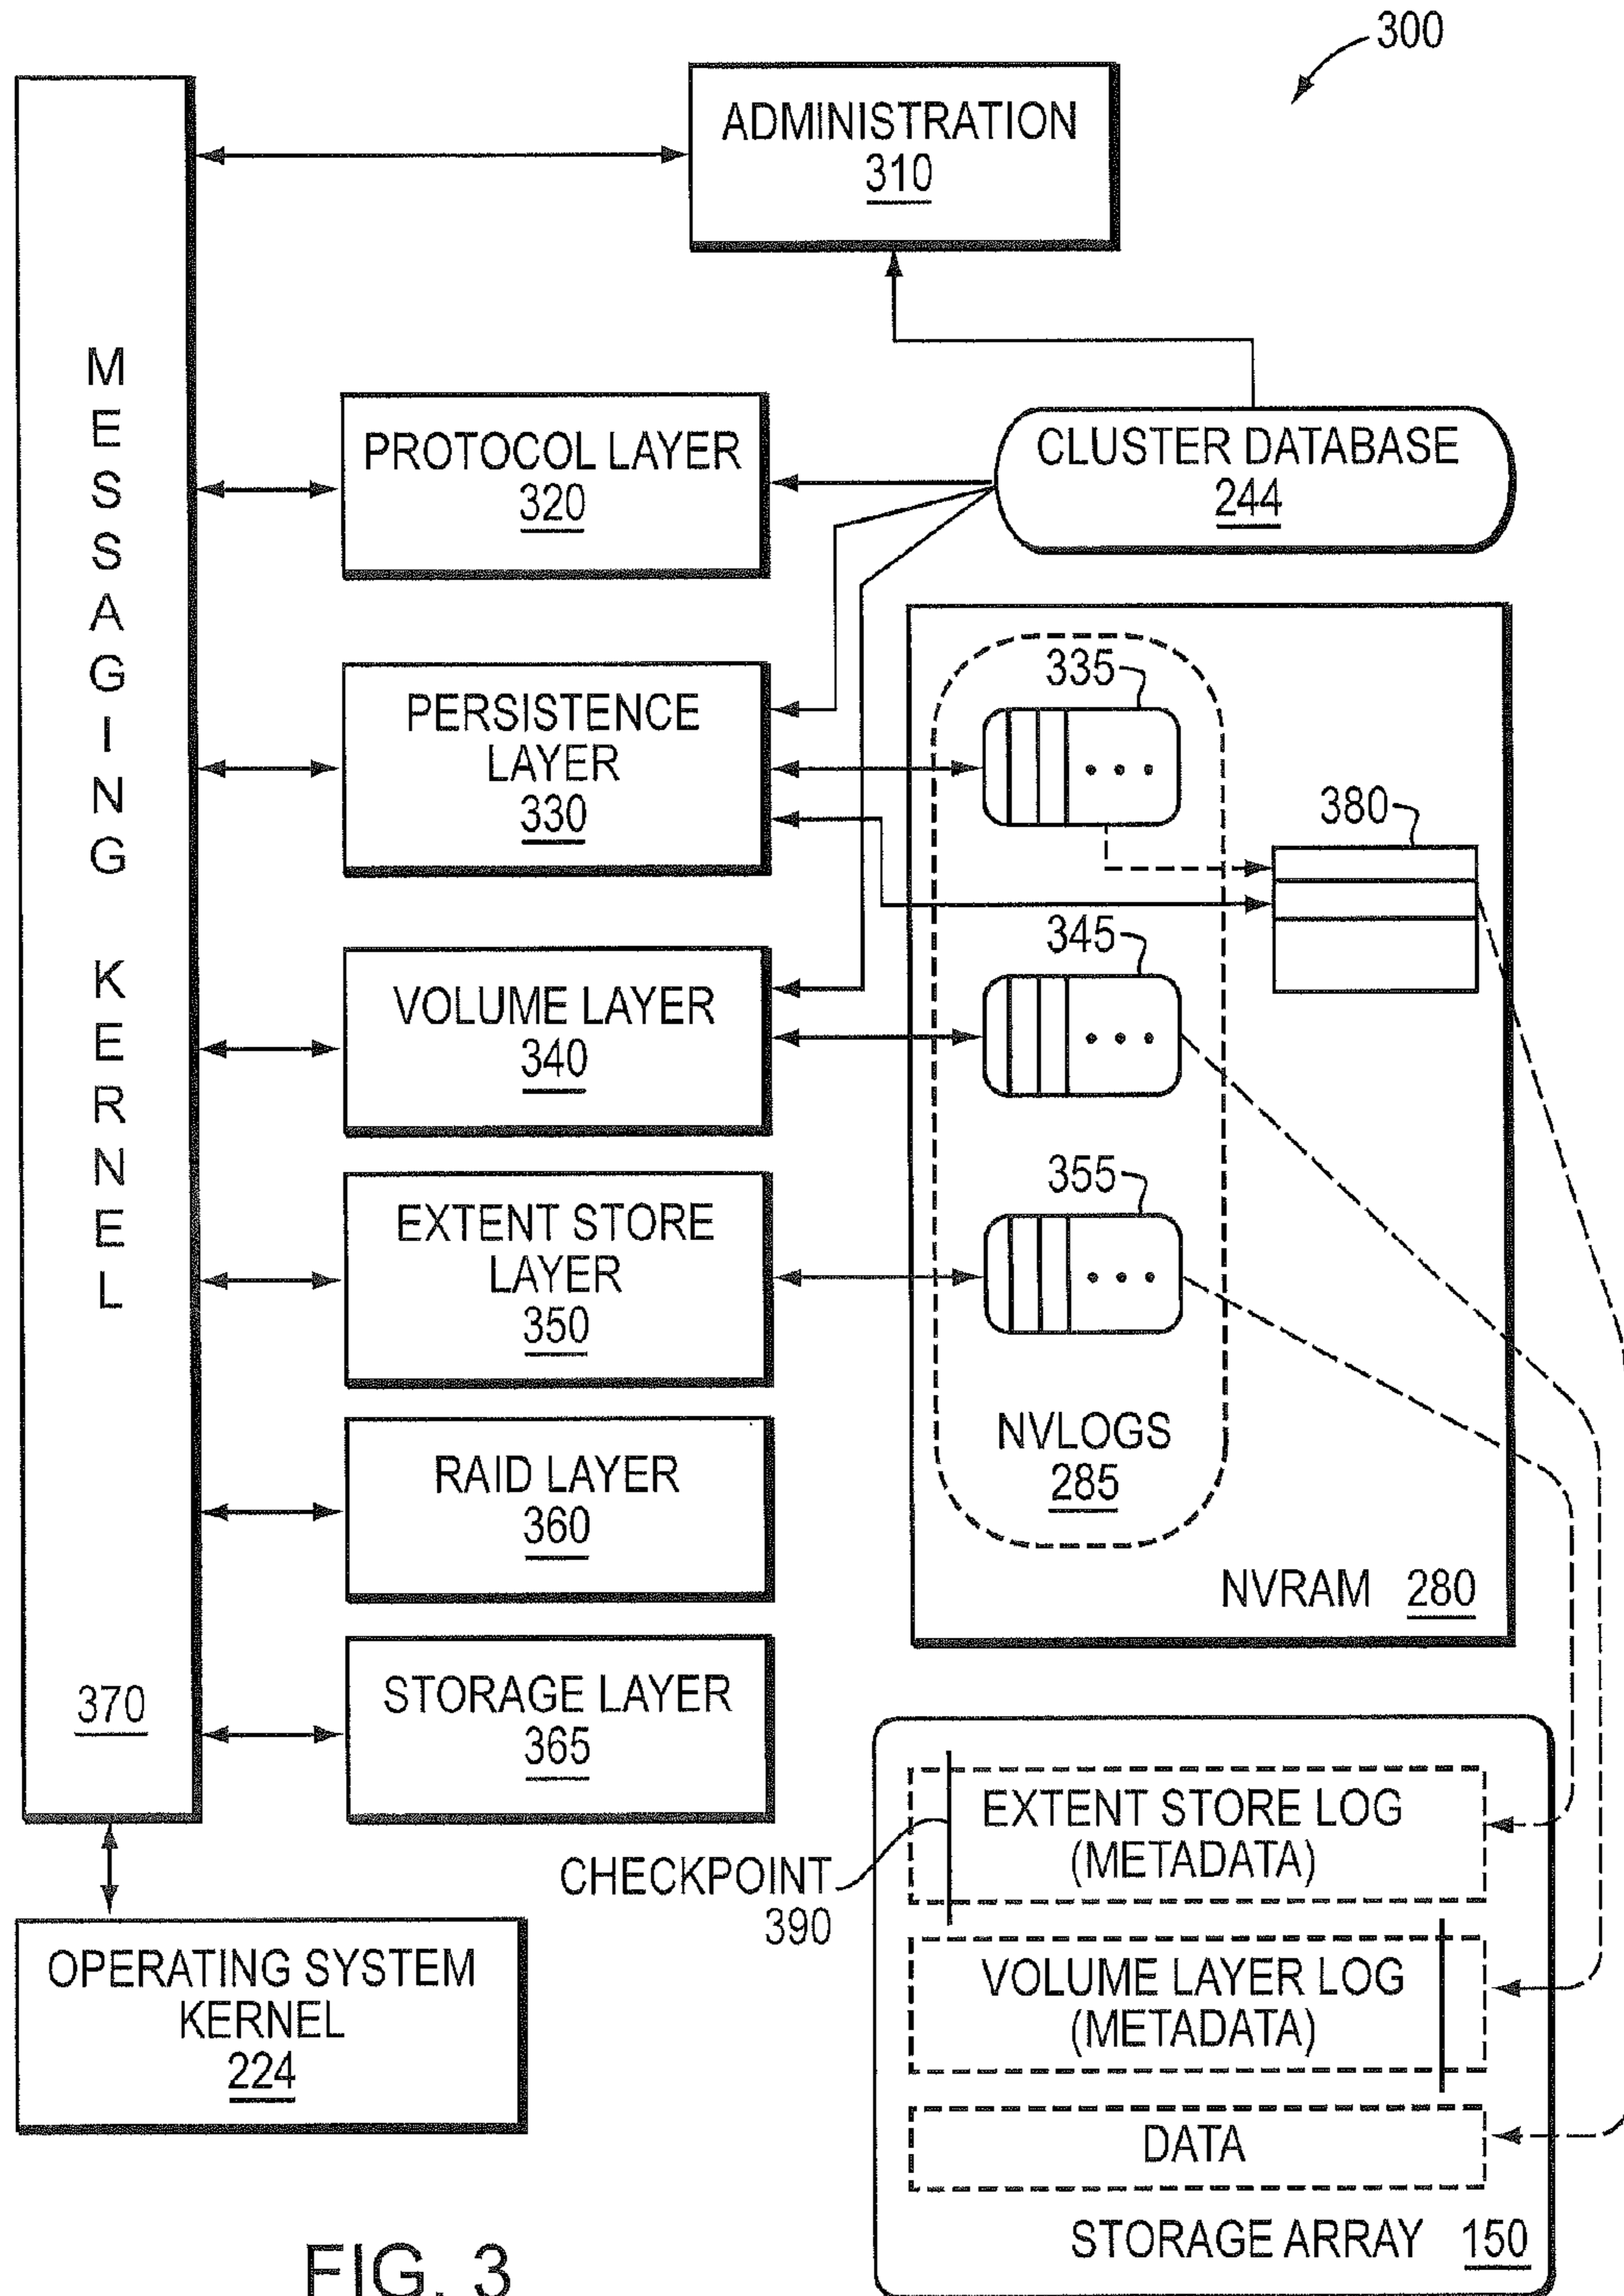 300
ADMINISTRATION
310
MESSAGING KERNEL
370
PROTOCOL LAYER
320
CLUSTER DATABASE
244
PERSISTENCE
LAYER
330
335
380
VOLUME LAYER
340
345
EXTENT STORE
LAYER
350
355
NVLOGS
285
RAID LAYER
360
NVRAM 280
STORAGE LAYER
365
EXTENT STORE LOG
(METADATA)
CHECKPOINT
390
OPERATING SYSTEM
KERNEL
224
VOLUME LAYER LOG
(METADATA)
DATA
STORAGE ARRAY 150
FIG. 3